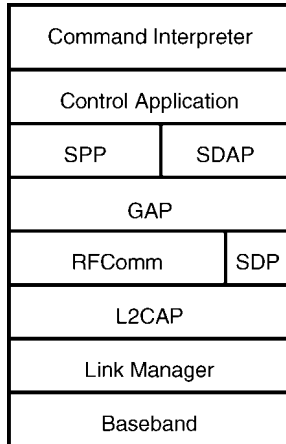 Command Interpreter
Control Application
SPP SDAP
GAP
RFComm SDP
L2CAP
Link Manager
Baseband